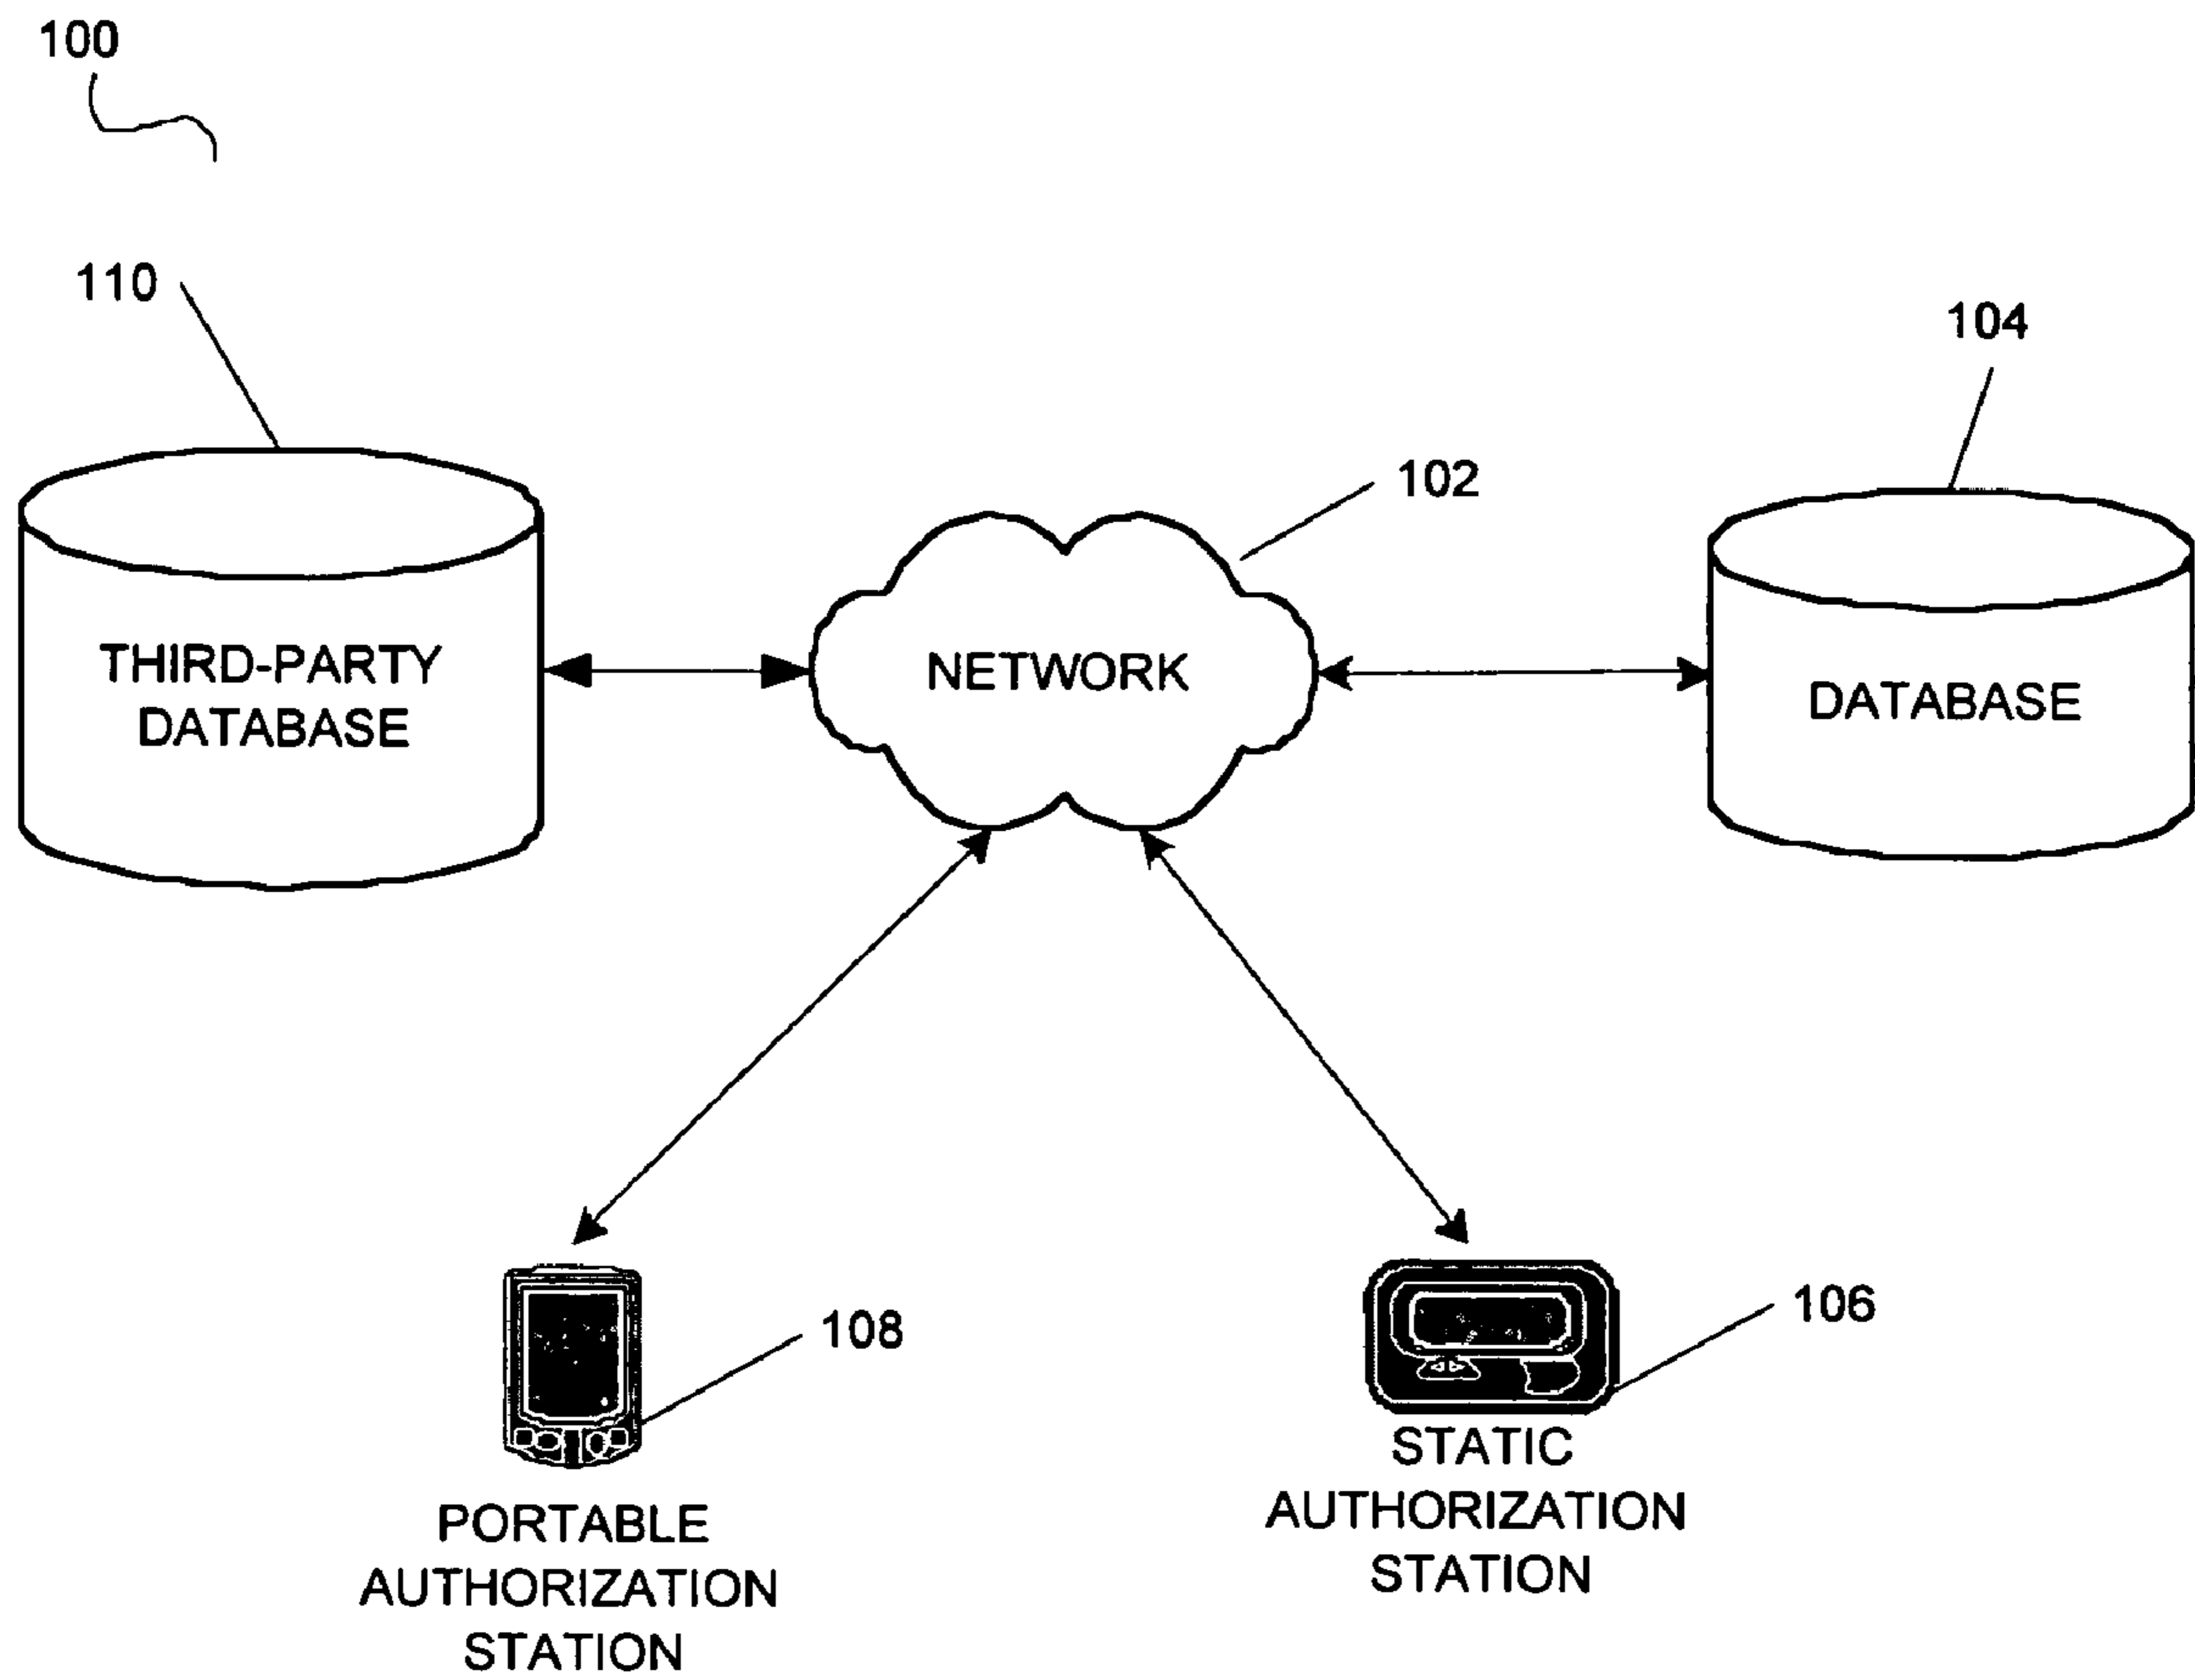 100
110
104
102
THIRD-PARTY
DATABASE
NETWORK
DATABASE
108
106
PORTABLE
AUTHORIZATION
STATION
STATIC
AUTHORIZATION
STATION